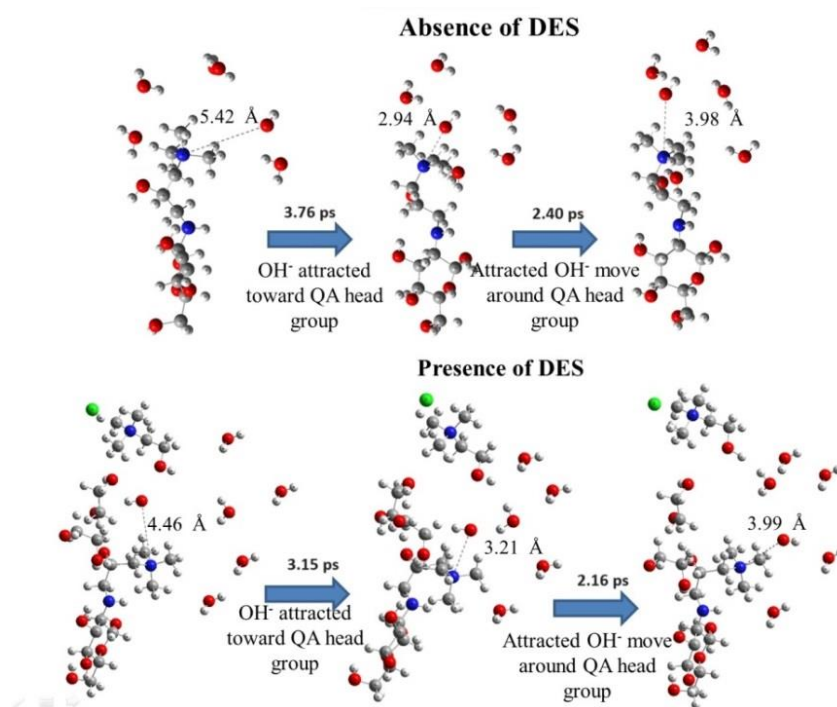 Absence of DES
5.42 Å
2.94 Å
3.98 Å
3.76 ps
OH⁻ attracted
toward QA head
group
2.40 ps
Attracted OH⁻ move
around QA head
group
Presence of DES
4.46 Å
3.21 Å
3.99 Å
3.15 ps
OH⁻ attracted
toward QA head
group
2.16 ps
Attracted OH⁻ move
around QA head
group